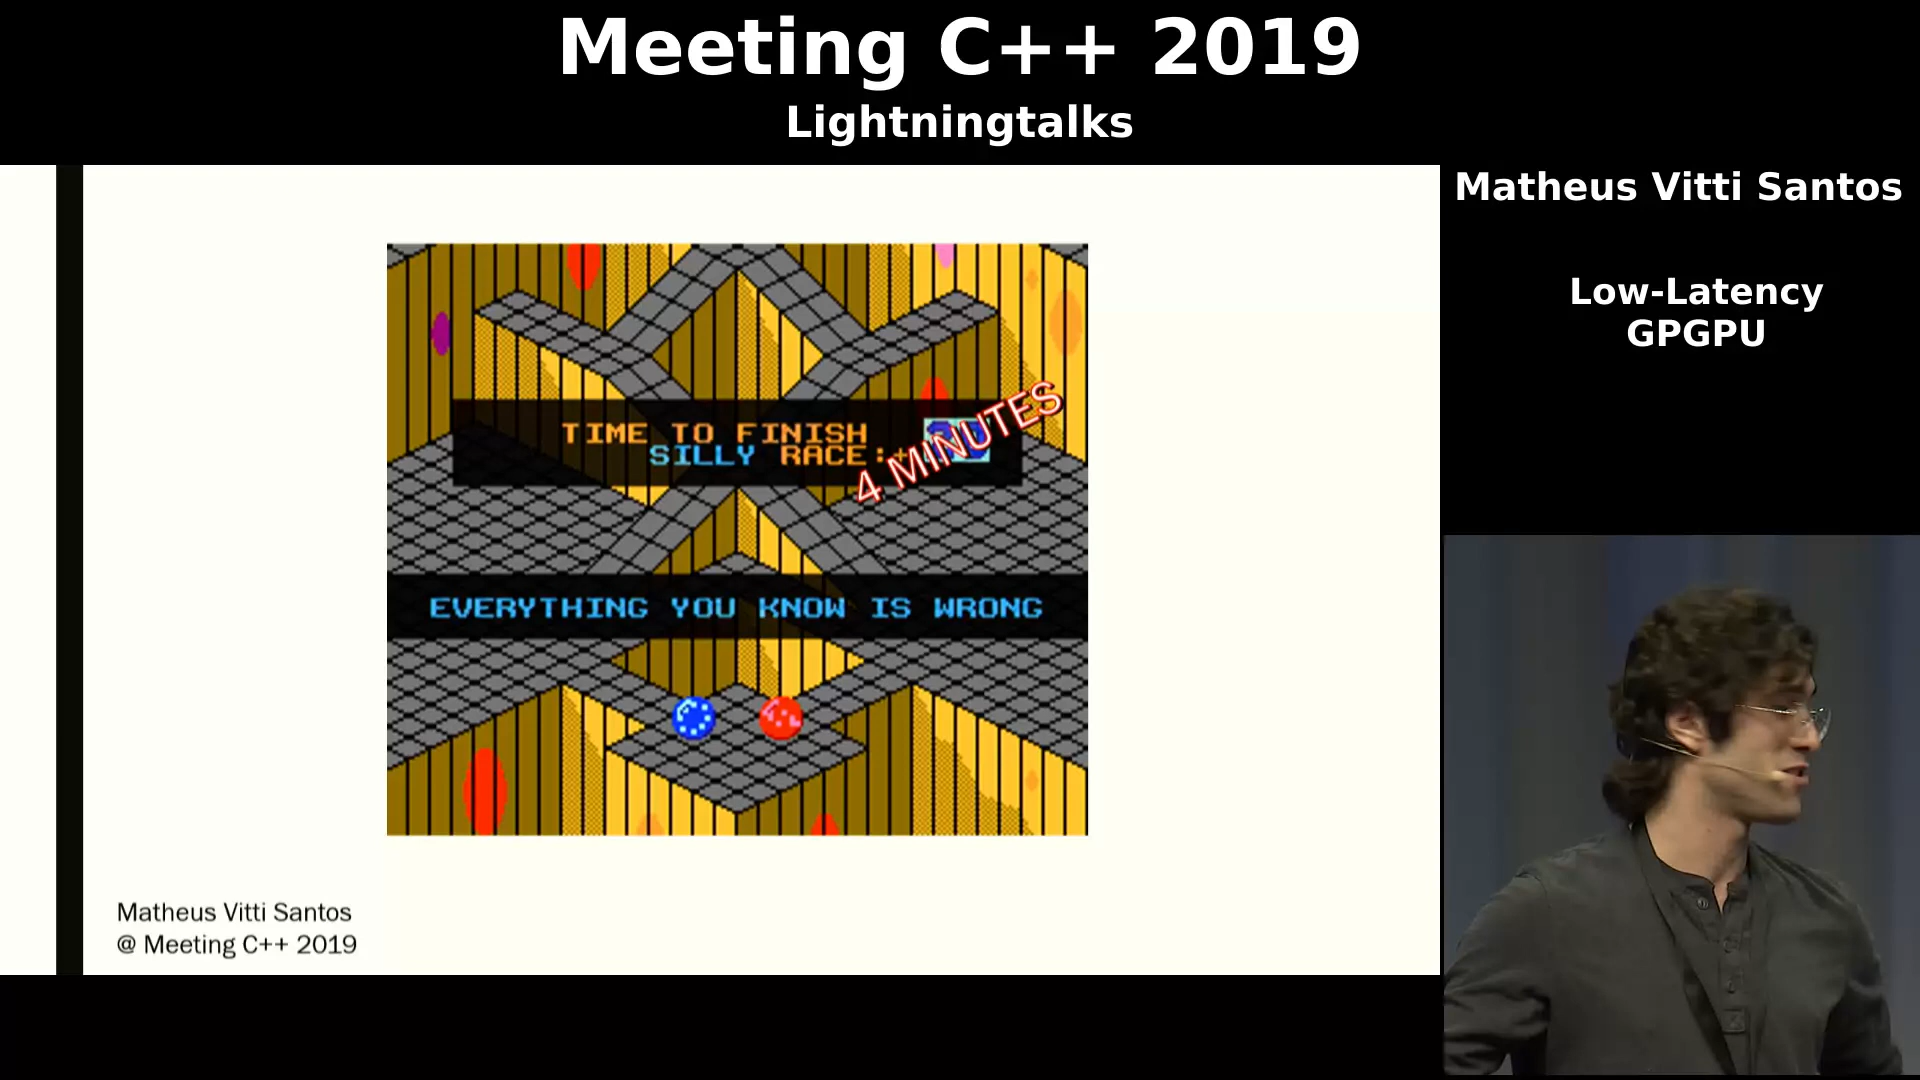 Meeting C++ 2019
Lightningtalks
Matheus Vitti Santos
Low-Latency
GPGPU
TIME TO FINISH
SILLY RACE:+
4 MINUTES
EVERYTHING YOU KNOW IS WRONG
Matheus Vitti Santos
@ Meeting C++ 2019